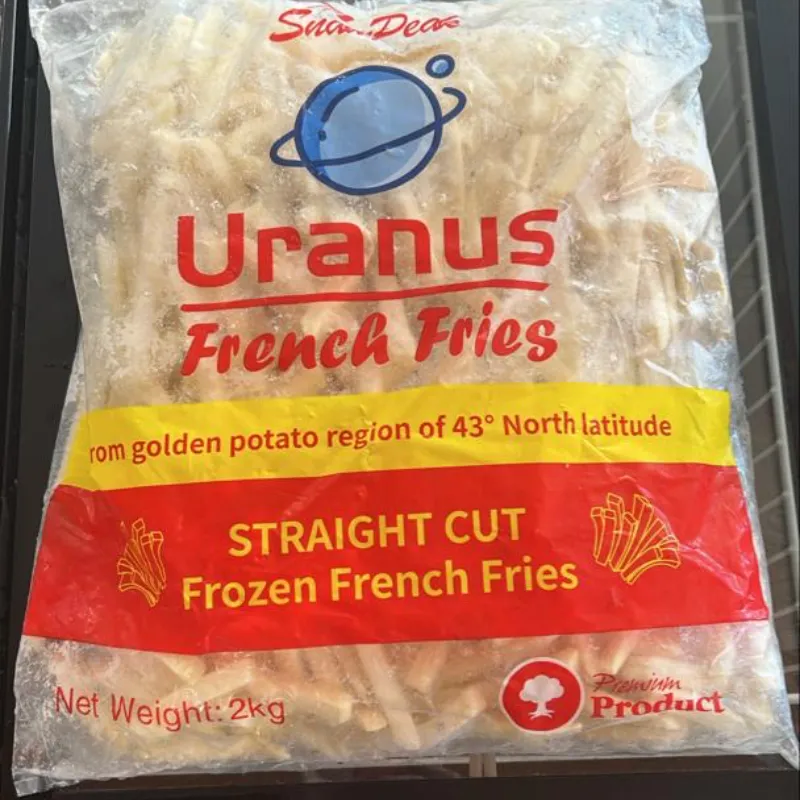 Uranus
French Fries
rom golden potato region of 43° North latitude
STRAIGHT CUT
Frozen French Fries
Net Weight: 2kg
Premium
Product